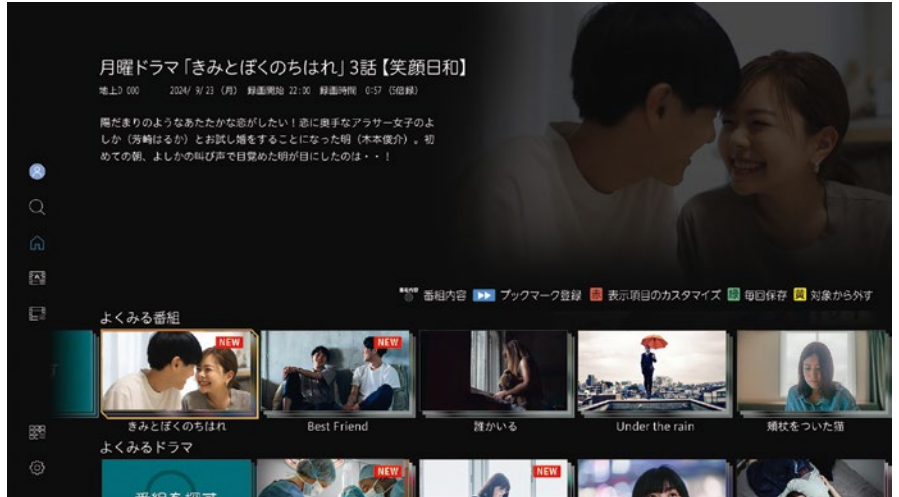 月曜ドラマ「きみとぼくのちはれ」3話【笑顔日和】
地上D 000 2024/ 9/23 (月) 録画開始 22:00 録画時間 0:57 (5倍録)
陽だまりのようなあたたかな恋がしたい！恋に奥手なアラサー女子のよ
しか（芳崎はるか）とお試し婚をすることになった明（木本俊介）。初
めての朝、よしかの叫び声で目覚めた明が目にしたのは・・！
番組内容 番組内容 ブックマーク登録 赤 表示項目のカスタマイズ 緑 毎回保存 黄 対象から外す
よくみる番組
NEW NEW
きみとぼくのちはれ Best Friend 誰かいる Under the rain 頬杖をついた猫
よくみるドラマ
NEW NEW
番組を探す